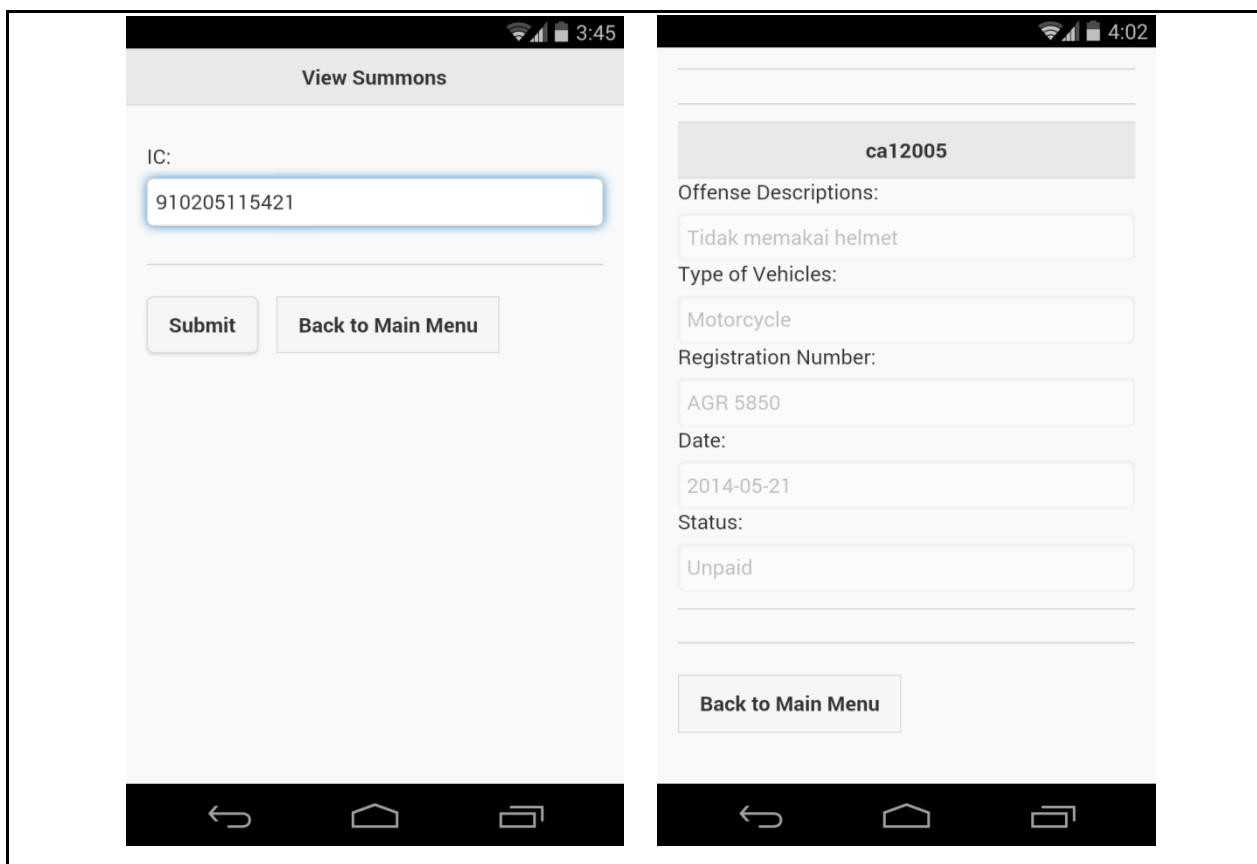 3:45
View Summons
IC:
910205115421
Submit
Back to Main Menu
4:02
ca12005
Offense Descriptions:
Tidak memakai helmet
Type of Vehicles:
Motorcycle
Registration Number:
AGR 5850
Date:
2014-05-21
Status:
Unpaid
Back to Main Menu